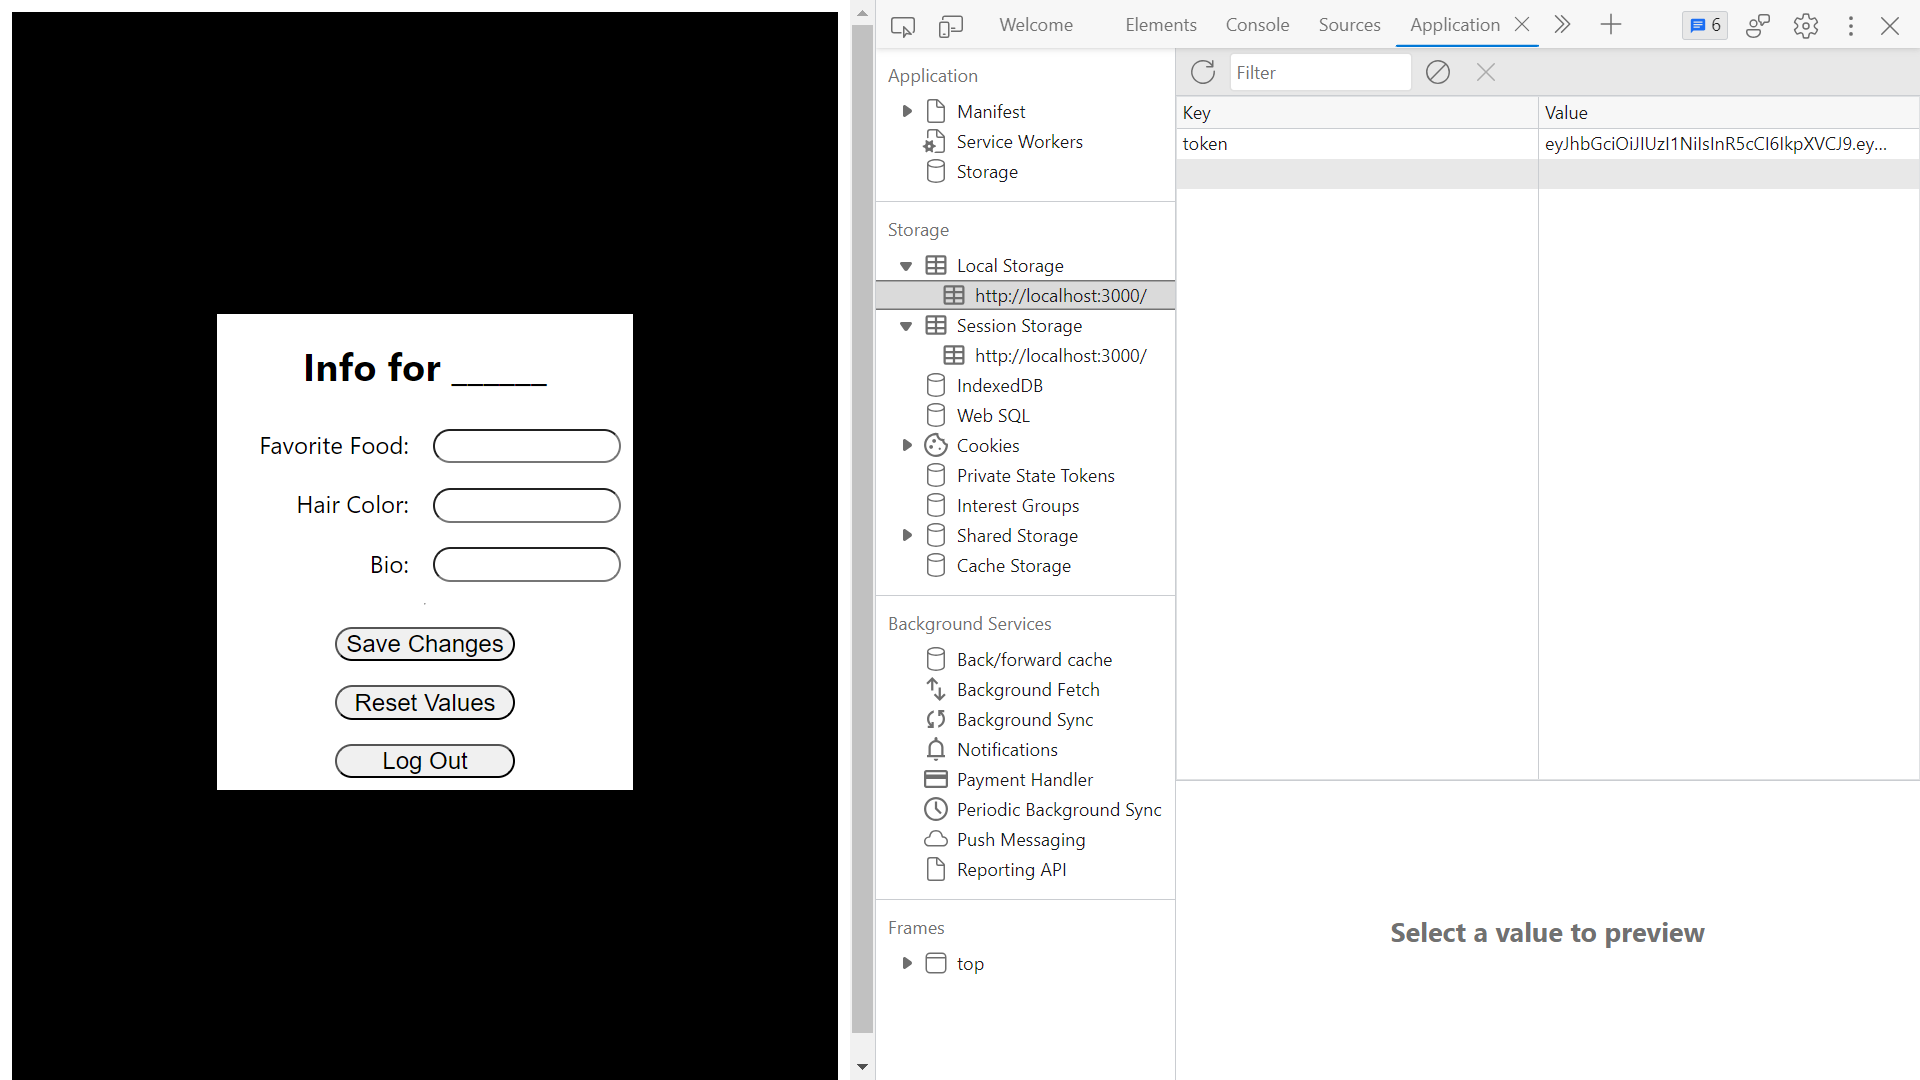 Info for ______
Favorite Food:
Hair Color:
Bio:
Save Changes
Reset Values
Log Out
Welcome Elements Console Sources Application 6
Application
Manifest
Service Workers
Storage
Storage
Local Storage
http://localhost:3000/
Session Storage
http://localhost:3000/
IndexedDB
Web SQL
Cookies
Private State Tokens
Interest Groups
Shared Storage
Cache Storage
Background Services
Back/forward cache
Background Fetch
Background Sync
Notifications
Payment Handler
Periodic Background Sync
Push Messaging
Reporting API
Frames
top
Filter
Key Value
token eyJhbGciOiJIUzI1NiIsInR5cCI6IkpXVCJ9.ey...
Select a value to preview